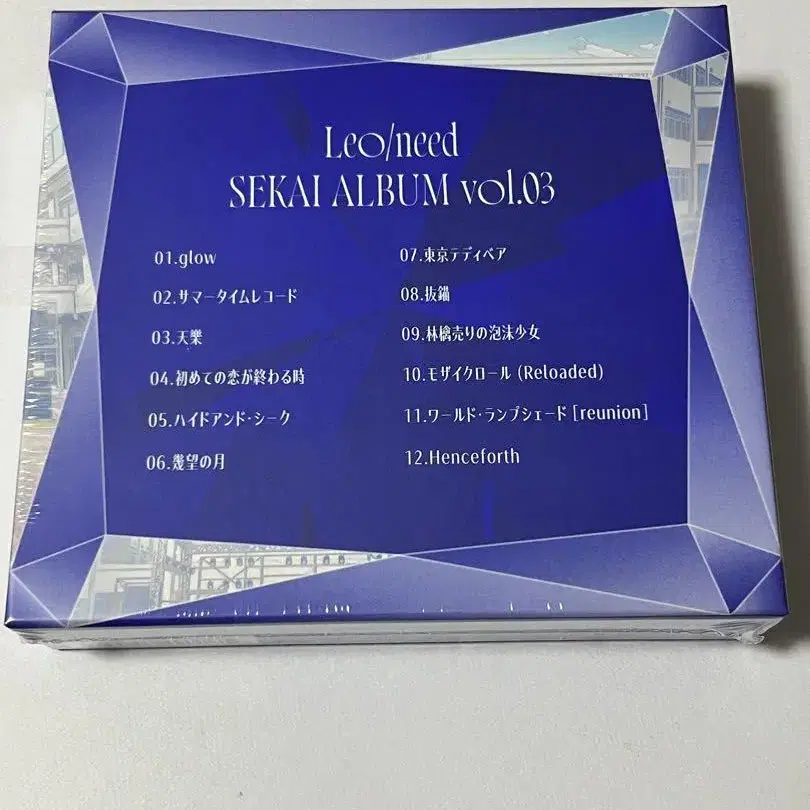 Leo/need
SEKAI ALBUM vol.03
01.glow
02.サマータイムレコード
03.天樂
04.初めての恋が終わる時
05.ハイドアンド・シーク
06.幾望の月
07.東京テディベア
08.抜錨
09.林檎売りの泡沫少女
10.モザイクロール (Reloaded)
11.ワールド・ランプシェード [reunion]
12.Henceforth